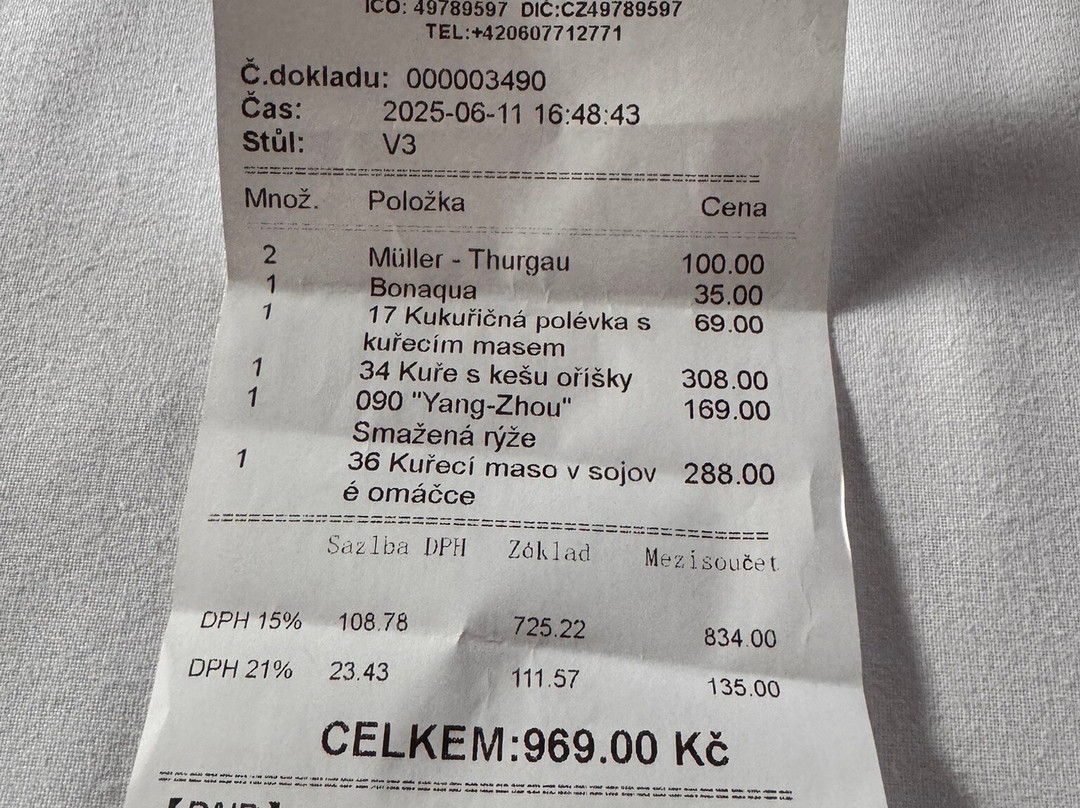 IČO: 49789597 DIČ:CZ49789597
TEL:+420607712771
Č.dokladu: 000003490
Čas: 2025-06-11 16:48:43
Stůl: V3
Množ. Položka Cena
2 Müller - Thurgau 100.00
1 Bonaqua 35.00
1 17 Kukuřičná polévka s 69.00
kuřecím masem
1 34 Kuře s kešu oříšky 308.00
1 090 "Yang-Zhou" 169.00
Smažená rýže
1 36 Kuřecí maso v sojov 288.00
é omáčce
Sazlba DPH Zóklad Mezisoučet
DPH 15% 108.78 725.22 834.00
DPH 21% 23.43 111.57 135.00
CELKEM:969.00 Kč